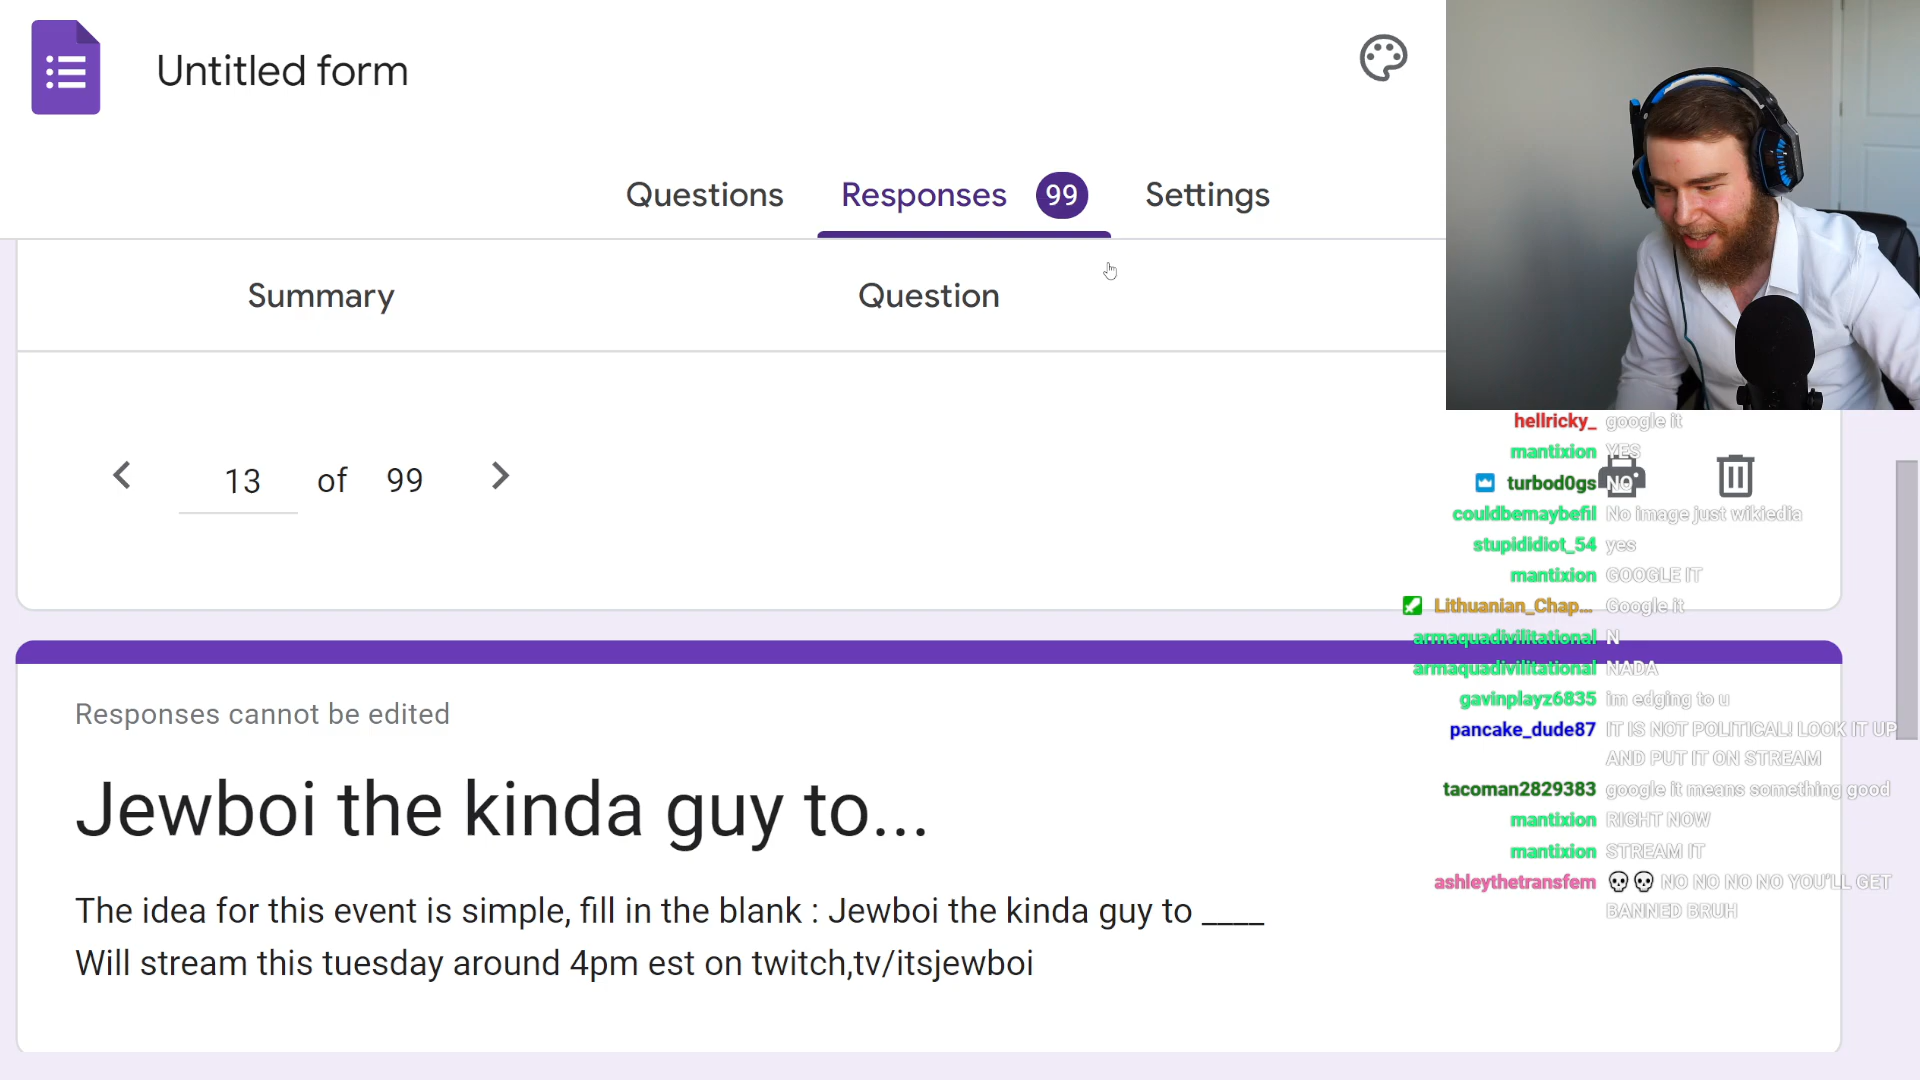 Untitled form
Questions
Responses 99
Settings
Summary
Question
13 of 99
hellricky_ google it
mantixion YES
turbod0gs NO
couldbemaybefil No image just wikiedia
stupididiot_54 yes
mantixion GOOGLE IT
Lithuanian_Chap... Google it
armaquadivilitational N
armaquadivilitational NADA
gavinplayz6835 im edging to u
pancake_dude87 IT IS NOT POLITICAL! LOOK IT UP
AND PUT IT ON STREAM
tacoman2829383 google it means something good
mantixion RIGHT NOW
mantixion STREAM IT
ashleythetransfem 💀💀 NO NO NO NO YOU'LL GET
BANNED BRUH
Responses cannot be edited
Jewboi the kinda guy to...
The idea for this event is simple, fill in the blank : Jewboi the kinda guy to ____
Will stream this tuesday around 4pm est on twitch,tv/itsjewboi